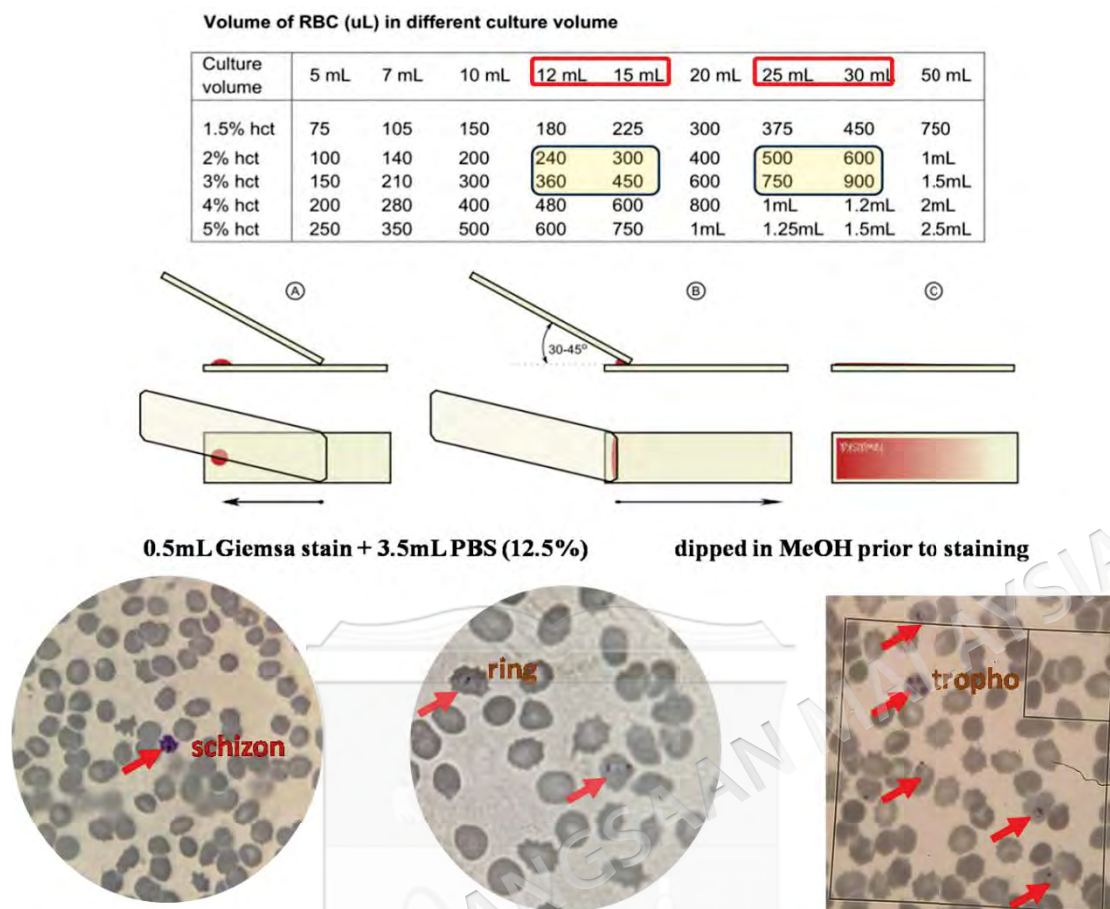 Volume of RBC (uL) in different culture volume
Culture volume 5 mL 7 mL 10 mL 12 mL 15 mL 20 mL 25 mL 30 mL 50 mL
1.5% hct 75 105 150 180 225 300 375 450 750
2% hct 100 140 200 240 300 400 500 600 1mL
3% hct 150 210 300 360 450 600 750 900 1.5mL
4% hct 200 280 400 480 600 800 1mL 1.2mL 2mL
5% hct 250 350 500 600 750 1mL 1.25mL 1.5mL 2.5mL
A B C
30-45°
0.5mL Giemsa stain + 3.5mL PBS (12.5%) dipped in MeOH prior to staining
schizon
ring
tropho
ANGSAAN MALAYSIA